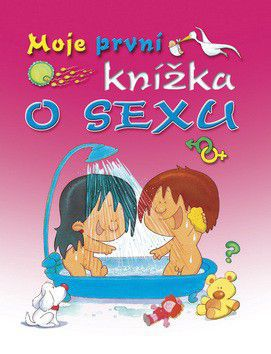 Moje první
knížka
O SEXU
?